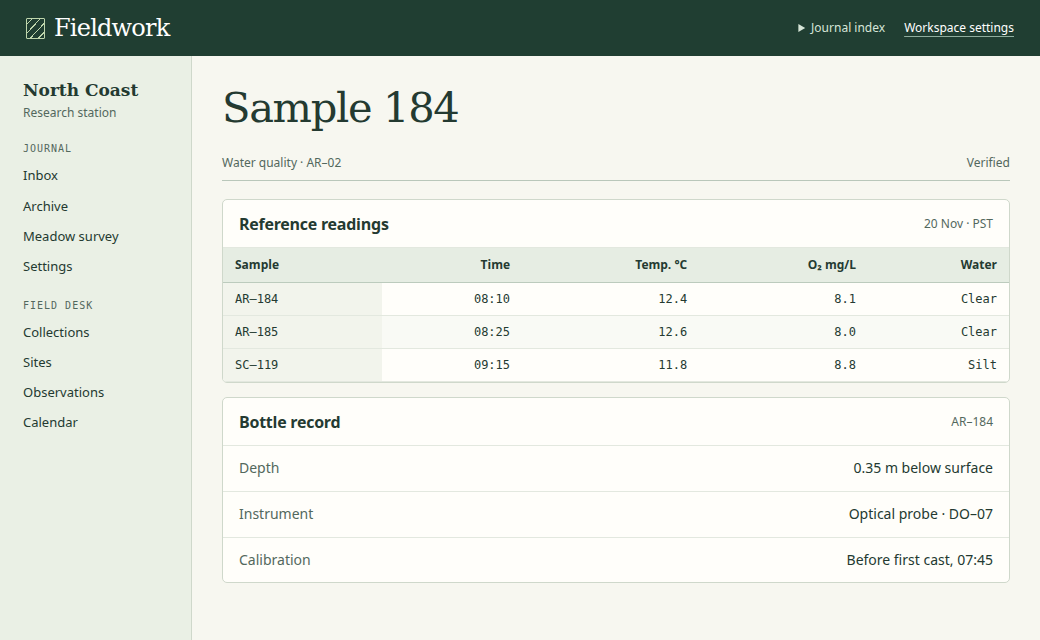 Fieldwork
▶ Journal index Workspace settings
North Coast
Research station
JOURNAL
Inbox
Archive
Meadow survey
Settings
FIELD DESK
Collections
Sites
Observations
Calendar
Sample 184
Water quality · AR–02 Verified
Reference readings 20 Nov · PST
Sample Time Temp. °C O₂ mg/L Water
AR–184 08:10 12.4 8.1 Clear
AR–185 08:25 12.6 8.0 Clear
SC–119 09:15 11.8 8.8 Silt
Bottle record AR–184
Depth 0.35 m below surface
Instrument Optical probe · DO–07
Calibration Before first cast, 07:45